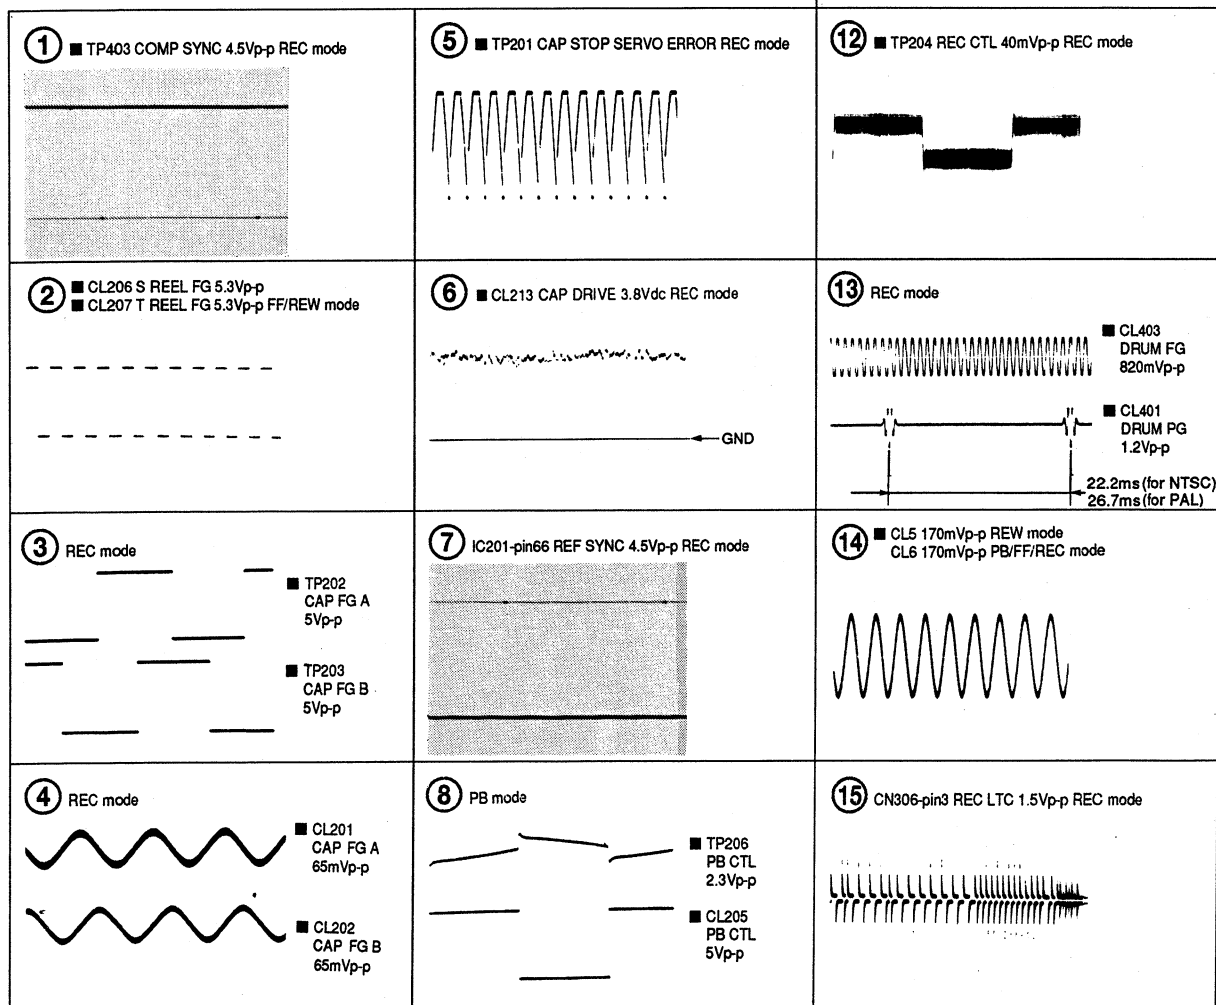 1 ■ TP403 COMP SYNC 4.5Vp-p REC mode
2 ■ CL206 S REEL FG 5.3Vp-p
■ CL207 T REEL FG 5.3Vp-p FF/REW mode
3 REC mode
■ TP202
CAP FG A
5Vp-p
■ TP203
CAP FG B
5Vp-p
4 REC mode
■ CL201
CAP FG A
65mVp-p
■ CL202
CAP FG B
65mVp-p
5 ■ TP201 CAP STOP SERVO ERROR REC mode
6 ■ CL213 CAP DRIVE 3.8Vdc REC mode
GND
7 IC201-pin66 REF SYNC 4.5Vp-p REC mode
8 PB mode
■ TP206
PB CTL
2.3Vp-p
■ CL205
PB CTL
5Vp-p
12 ■ TP204 REC CTL 40mVp-p REC mode
13 REC mode
■ CL403
DRUM FG
820mVp-p
■ CL401
DRUM PG
1.2Vp-p
22.2ms (for NTSC)
26.7ms (for PAL)
14 ■ CL5 170mVp-p REW mode
CL6 170mVp-p PB/FF/REC mode
15 CN306-pin3 REC LTC 1.5Vp-p REC mode